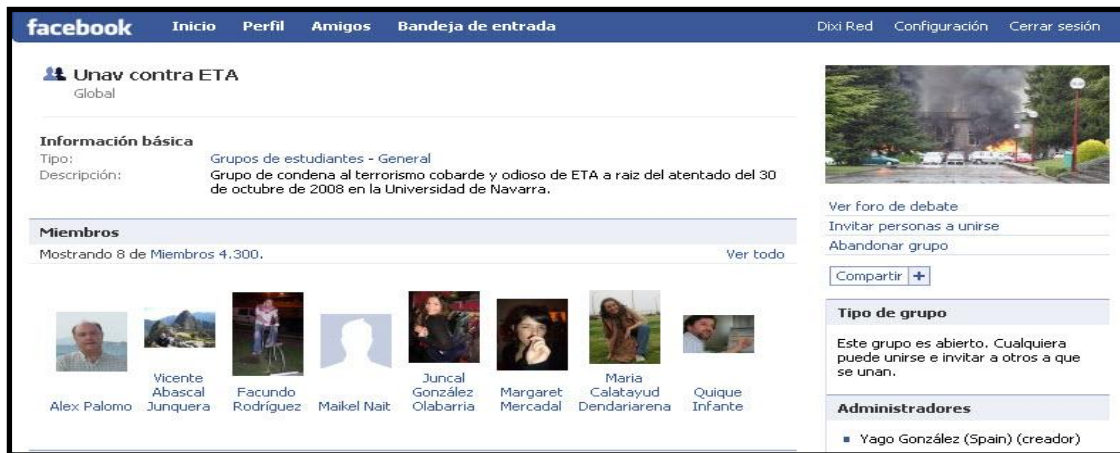 facebook Inicio Perfil Amigos Bandeja de entrada Dixi Red Configuración Cerrar sesión
Unav contra ETA
Global
Información básica
Tipo: Grupos de estudiantes - General
Descripción: Grupo de condena al terrorismo cobarde y odioso de ETA a raiz del atentado del 30
de octubre de 2008 en la Universidad de Navarra.
Miembros
Mostrando 8 de Miembros 4.300. Ver todo
Alex Palomo
Vicente
Abascal
Junquera
Facundo
Rodríguez
Maikel Nait
Juncal
González
Olabarria
Margaret
Mercadal
Maria
Calatayud
Dendariarena
Quique
Infante
Ver foro de debate
Invitar personas a unirse
Abandonar grupo
Compartir +
Tipo de grupo
Este grupo es abierto. Cualquiera
puede unirse e invitar a otros a que
se unan.
Administradores
Yago González (Spain) (creador)